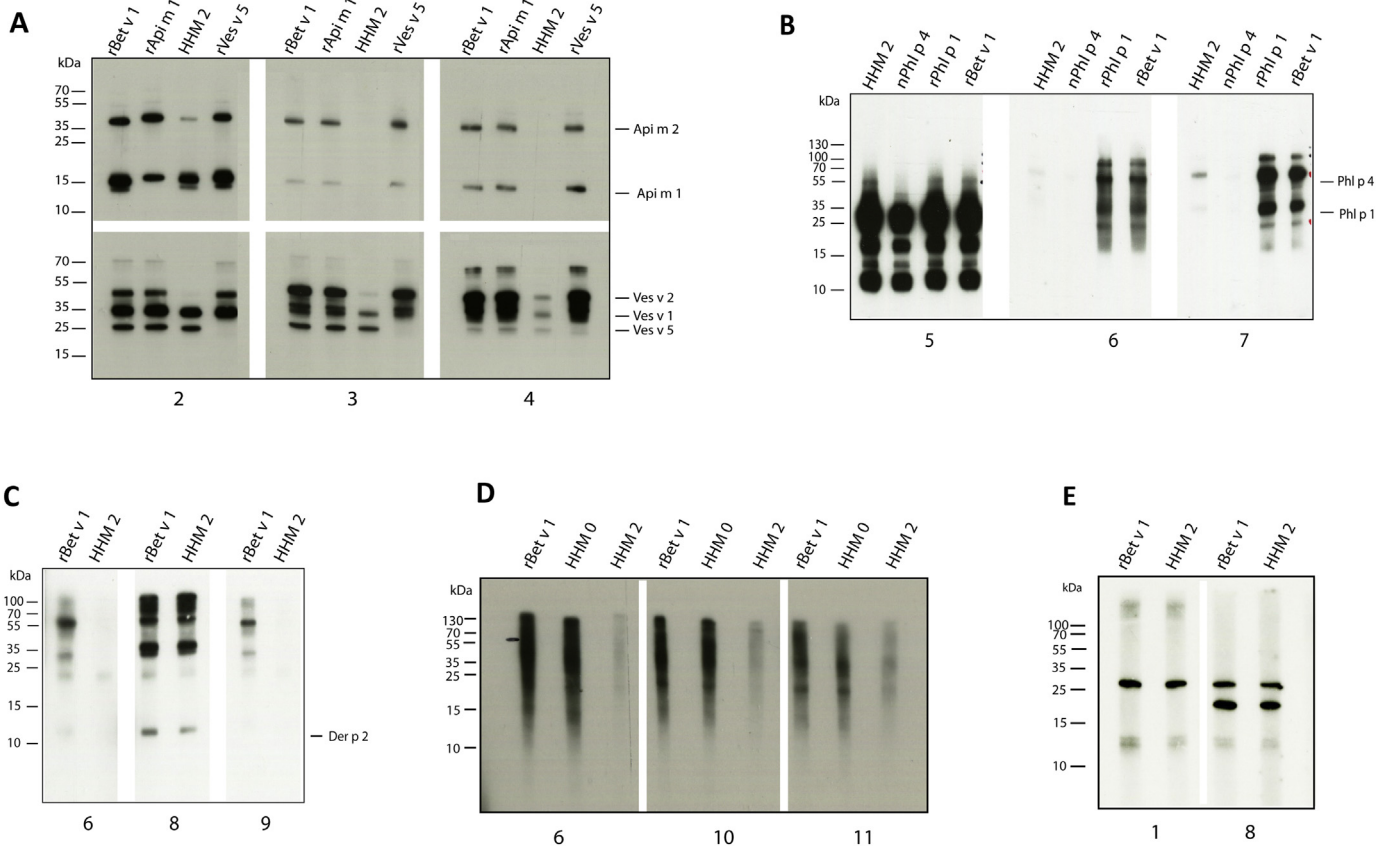 A
rBet v 1
rApi m 1
HHM 2
rVes v 5
rBet v 1
rApi m 1
HHM 2
rVes v 5
rBet v 1
rApi m 1
HHM 2
rVes v 5
kDa
70
55
35
25
15
10
Api m 2
Api m 1
70
55
35
25
15
Ves v 2
Ves v 1
Ves v 5
2
3
4
B
HHM 2
nPhl p 4
rPhl p 1
rBet v 1
HHM 2
nPhl p 4
rPhl p 1
rBet v 1
HHM 2
nPhl p 4
rPhl p 1
rBet v 1
kDa
130
100
70
55
35
25
15
10
Phl p 4
Phl p 1
5
6
7
C
rBet v 1
HHM 2
rBet v 1
HHM 2
rBet v 1
HHM 2
kDa
100
70
55
35
25
15
10
Der p 2
6
8
9
D
rBet v 1
HHM 0
HHM 2
rBet v 1
HHM 0
HHM 2
rBet v 1
HHM 0
HHM 2
kDa
130
70
55
35
25
15
10
6
10
11
E
rBet v 1
HHM 2
rBet v 1
HHM 2
kDa
100
70
55
35
25
15
10
1
8